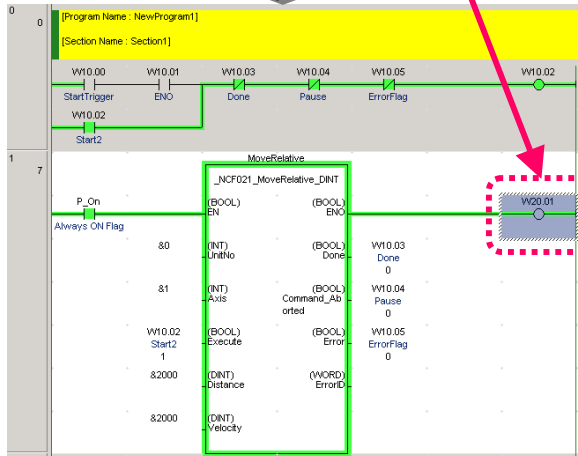 0
0
[Program Name : NewProgram1]
[Section Name : Section1]
W10.00 W10.01 W10.03 W10.04 W10.05 W10.02
StartTrigger ENO Done Pause ErrorFlag
W10.02
Start2
1
7
MoveRelative
_NCF021_MoveRelative_DINT
P_On (BOOL) (BOOL) W20.01
EN ENO
Always ON Flag
&0 (INT) (BOOL) W10.03
UnitNo Done Done
0
&1 (INT) (BOOL) W10.04
Axis Command_Ab Pause
orted 0
W10.02 (BOOL) (BOOL) W10.05
Start2 Execute Error ErrorFlag
1 0
&2000 (DINT) (WORD)
Distance ErrorID
&2000 (DINT)
Velocity